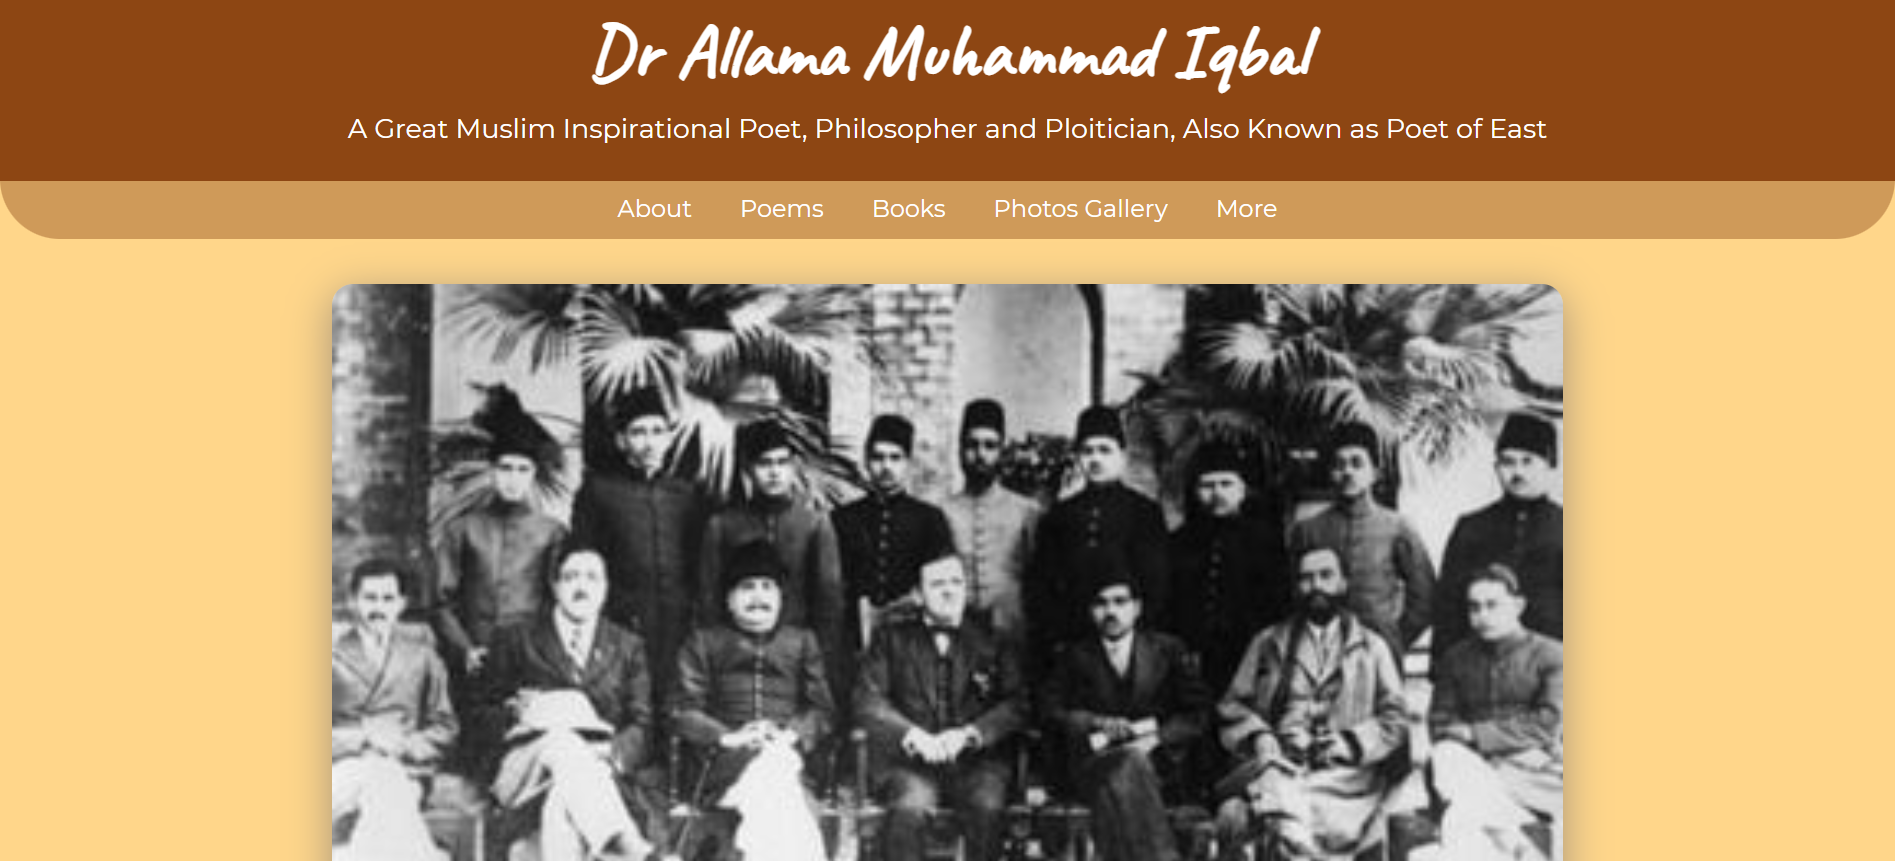 Dr Allama Muhammad Iqbal
A Great Muslim Inspirational Poet, Philosopher and Ploitician, Also Known as Poet of East
About Poems Books Photos Gallery More